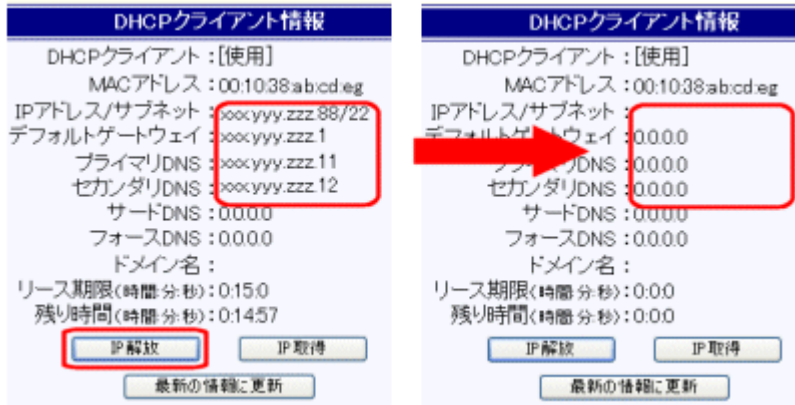 DHCPクライアント情報
DHCPクライアント：[使用]
MACアドレス：00:10:38:ab:cd:eg
IPアドレス/サブネット：xxx.yyy.zzz.88/22
デフォルトゲートウェイ：xxx.yyy.zzz.1
プライマリDNS：xxx.yyy.zzz.11
セカンダリDNS：xxx.yyy.zzz.12
サードDNS：0.0.0.0
フォースDNS：0.0.0.0
ドメイン名：
リース期限(時間:分:秒)：0:15:0
残り時間(時間:分:秒)：0:14:57
IP解放
IP取得
最新の情報に更新
DHCPクライアント情報
DHCPクライアント：[使用]
MACアドレス：00:10:38:ab:cd:eg
IPアドレス/サブネット：
デフォルトゲートウェイ：0.0.0.0
プライマリDNS：0.0.0.0
セカンダリDNS：0.0.0.0
サードDNS：0.0.0.0
フォースDNS：0.0.0.0
ドメイン名：
リース期限(時間:分:秒)：0:0:0
残り時間(時間:分:秒)：0:0:0
IP解放
IP取得
最新の情報に更新